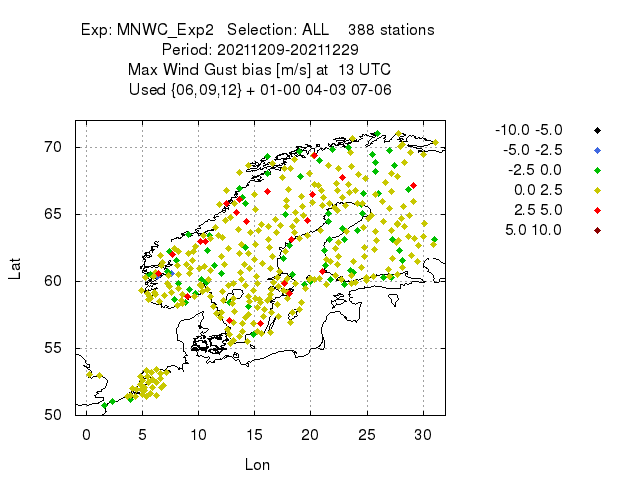 Exp: MNWC_Exp2 Selection: ALL 388 stations
Period: 20211209-20211229
Max Wind Gust bias [m/s] at 13 UTC
Used {06,09,12} + 01-00 04-03 07-06
-10.0 -5.0
-5.0 -2.5
-2.5 0.0
0.0 2.5
2.5 5.0
5.0 10.0
70
65
60
55
50
Lat
0 5 10 15 20 25 30
Lon